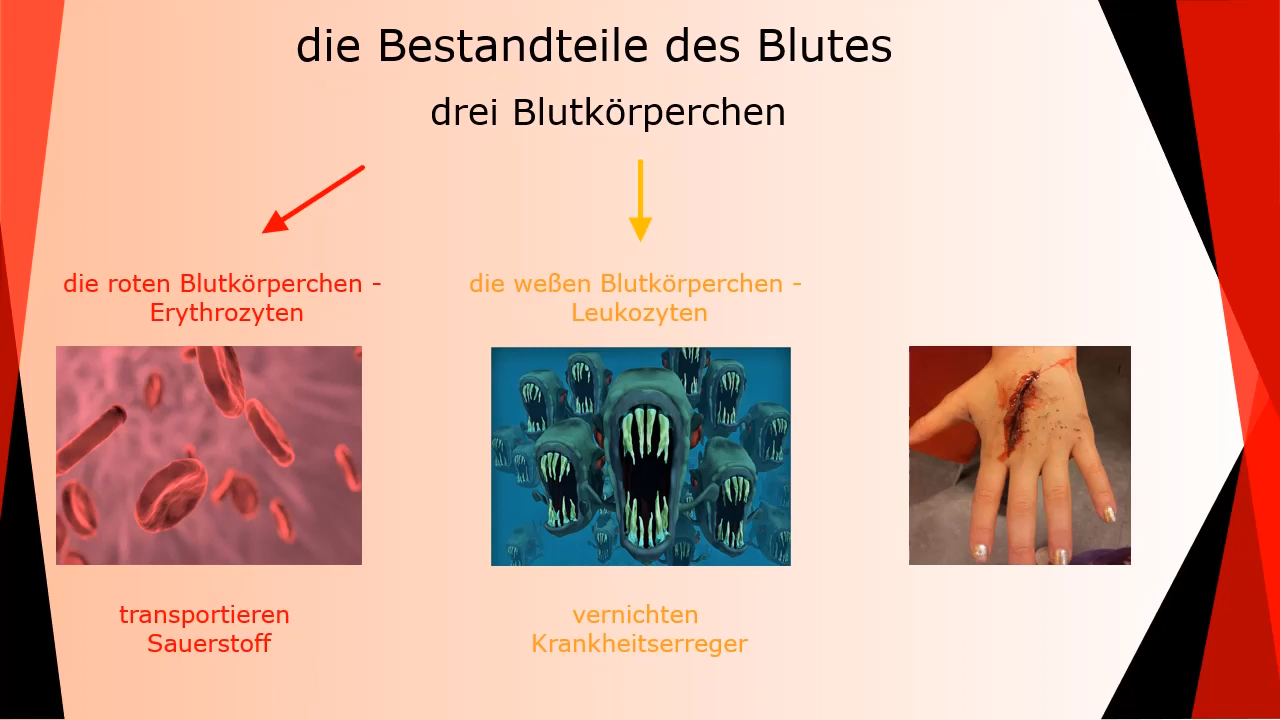 die Bestandteile des Blutes
drei Blutkörperchen
die roten Blutkörperchen -
Erythrozyten
die weßen Blutkörperchen -
Leukozyten
transportieren
Sauerstoff
vernichten
Krankheitserreger